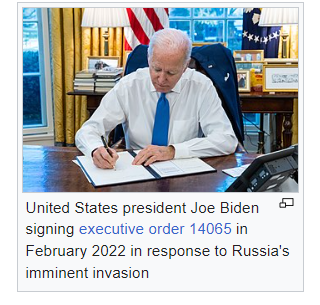 United States president Joe Biden
signing executive order 14065 in
February 2022 in response to Russia's
imminent invasion